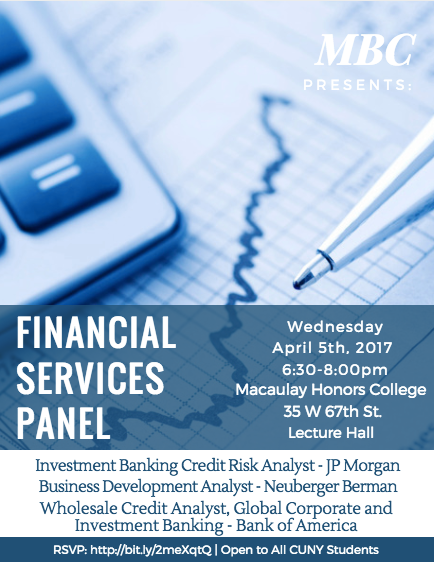 MBC
PRESENTS:
FINANCIAL
SERVICES
PANEL
Wednesday
April 5th, 2017
6:30-8:00pm
Macaulay Honors College
35 W 67th St.
Lecture Hall
Investment Banking Credit Risk Analyst - JP Morgan
Business Development Analyst - Neuberger Berman
Wholesale Credit Analyst, Global Corporate and
Investment Banking - Bank of America
RSVP: http://bit.ly/2meXqtQ | Open to All CUNY Students